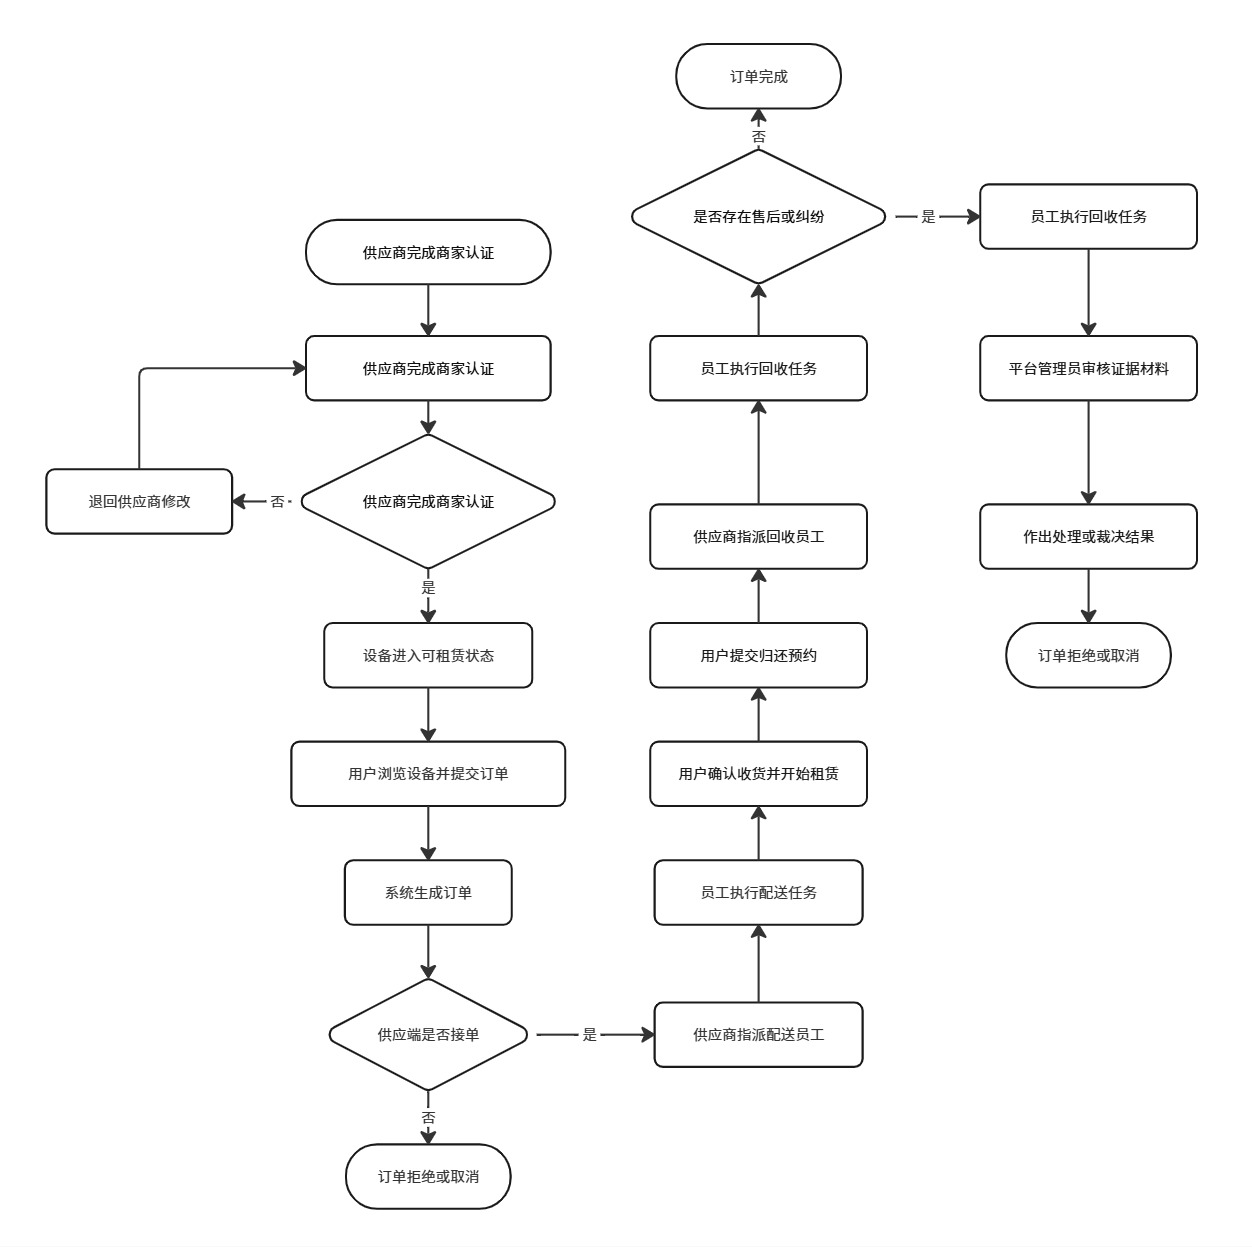 供应商完成商家认证
供应商完成商家认证
供应商完成商家认证
否
退回供应商修改
是
设备进入可租赁状态
用户浏览设备并提交订单
系统生成订单
供应端是否接单
否
订单拒绝或取消
是
供应商指派配送员工
员工执行配送任务
用户确认收货并开始租赁
用户提交归还预约
供应商指派回收员工
员工执行回收任务
是否存在售后或纠纷
否
订单完成
是
员工执行回收任务
平台管理员审核证据材料
作出处理或裁决结果
订单拒绝或取消